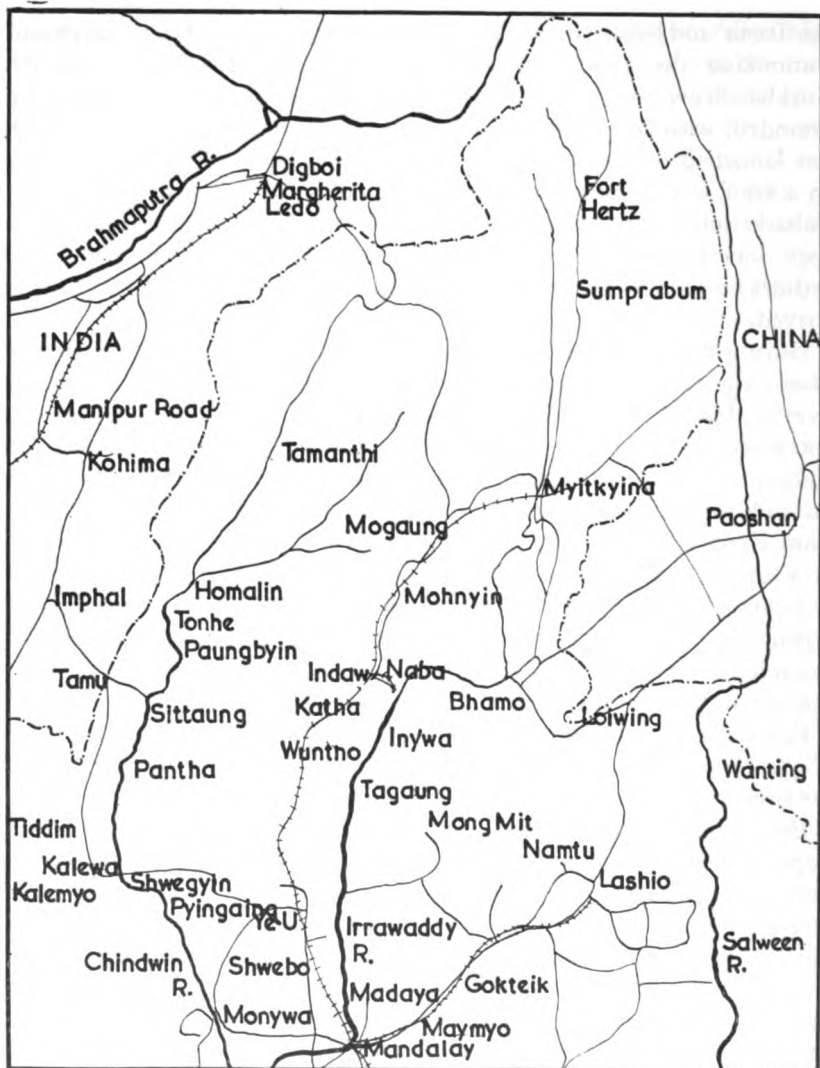 Digboi
Margherita
Ledo
Brahmaputra R.
Fort
Hertz
Sumprabum
INDIA
CHINA
Manipur Road
Kohima
Tamanthi
Myitkyina
Mogaung
Paoshan
Homalin
Mohnyin
Imphal
Tonhe
Paungbyin
Tamu
Indaw
Naba
Sittaung
Katha
Bhamo
Loiwing
Inywa
Wuntho
Pantha
Wanting
Tagaung
Tiddim
Mong Mit
Namtu
Kalewa
Lashio
Kalemyo
Shwegyin
Pyingaing
Ye-U
Irrawaddy
R.
Salween
R.
Chindwin
R.
Shwebo
Gokteik
Madaya
Monywa
Maymyo
Mandalay